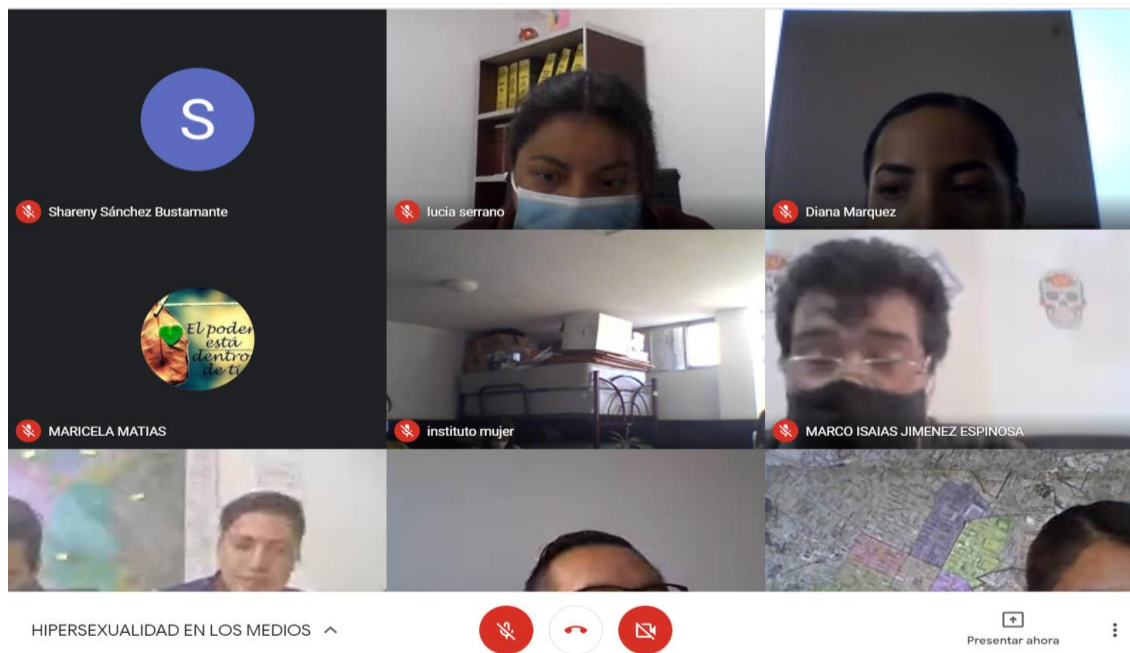 S
Shareny Sánchez Bustamante
lucia serrano
Diana Marquez
El poder
está
dentro
de ti
MARICELA MATIAS
instituto mujer
MARCO ISAIAS JIMENEZ ESPINOSA
HIPERSEXUALIDAD EN LOS MEDIOS
Presentar ahora